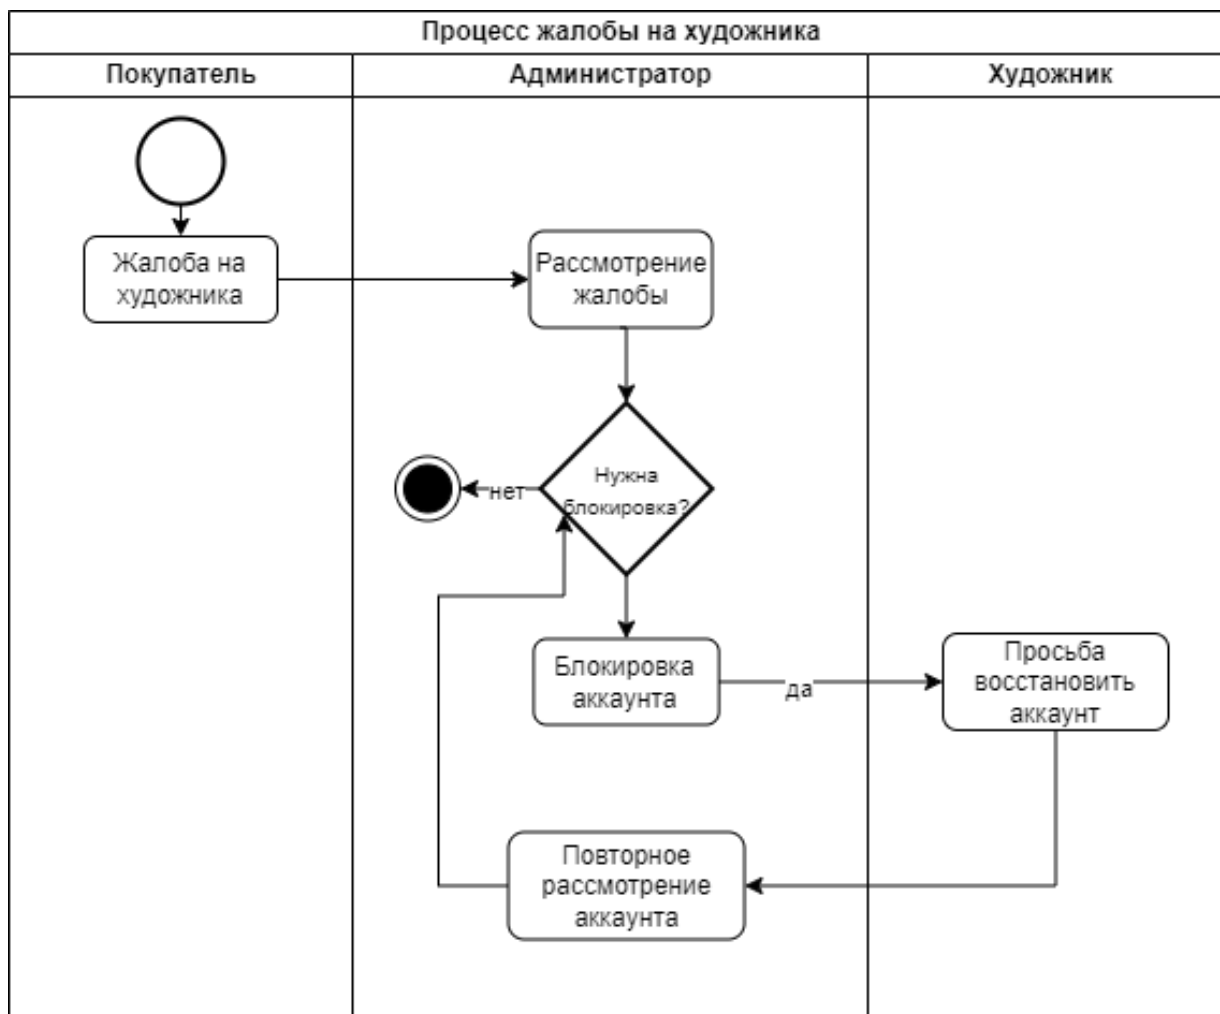 Процесс жалобы на художника
Покупатель
Администратор
Художник
Жалоба на
художника
Рассмотрение
жалобы
Нужна
блокировка?
нет
Блокировка
аккаунта
да
Просьба
восстановить
аккаунт
Повторное
рассмотрение
аккаунта